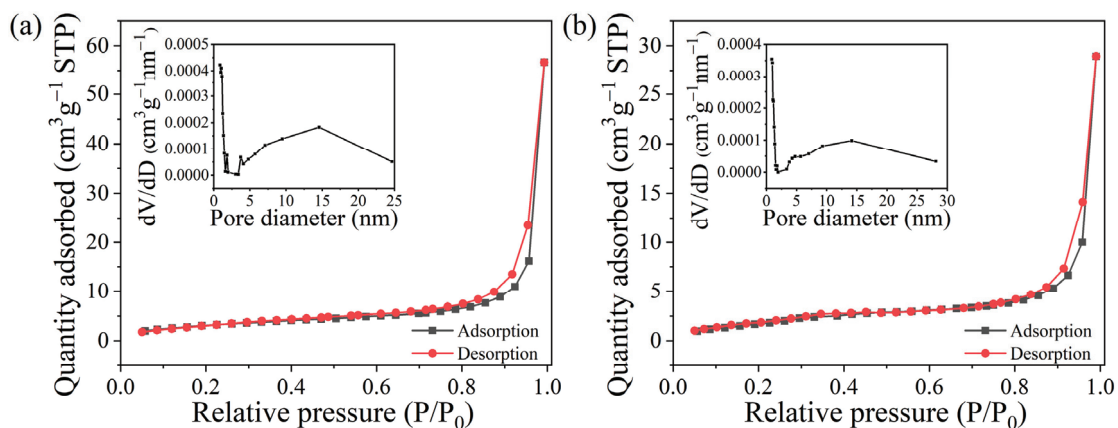 (a)
Quantity adsorbed (cm³g⁻¹ STP)
60
50
40
30
20
10
0
0.0 0.2 0.4 0.6 0.8 1.0
Relative pressure (P/P₀)
Adsorption
Desorption
dV/dD (cm³g⁻¹nm⁻¹)
0.0005
0.0004
0.0003
0.0002
0.0001
0.0000
0 5 10 15 20 25
Pore diameter (nm)
(b)
Quantity adsorbed (cm³g⁻¹ STP)
30
25
20
15
10
5
0
0.0 0.2 0.4 0.6 0.8 1.0
Relative pressure (P/P₀)
Adsorption
Desorption
dV/dD (cm³g⁻¹nm⁻¹)
0.0004
0.0003
0.0002
0.0001
0.0000
0 5 10 15 20 25 30
Pore diameter (nm)